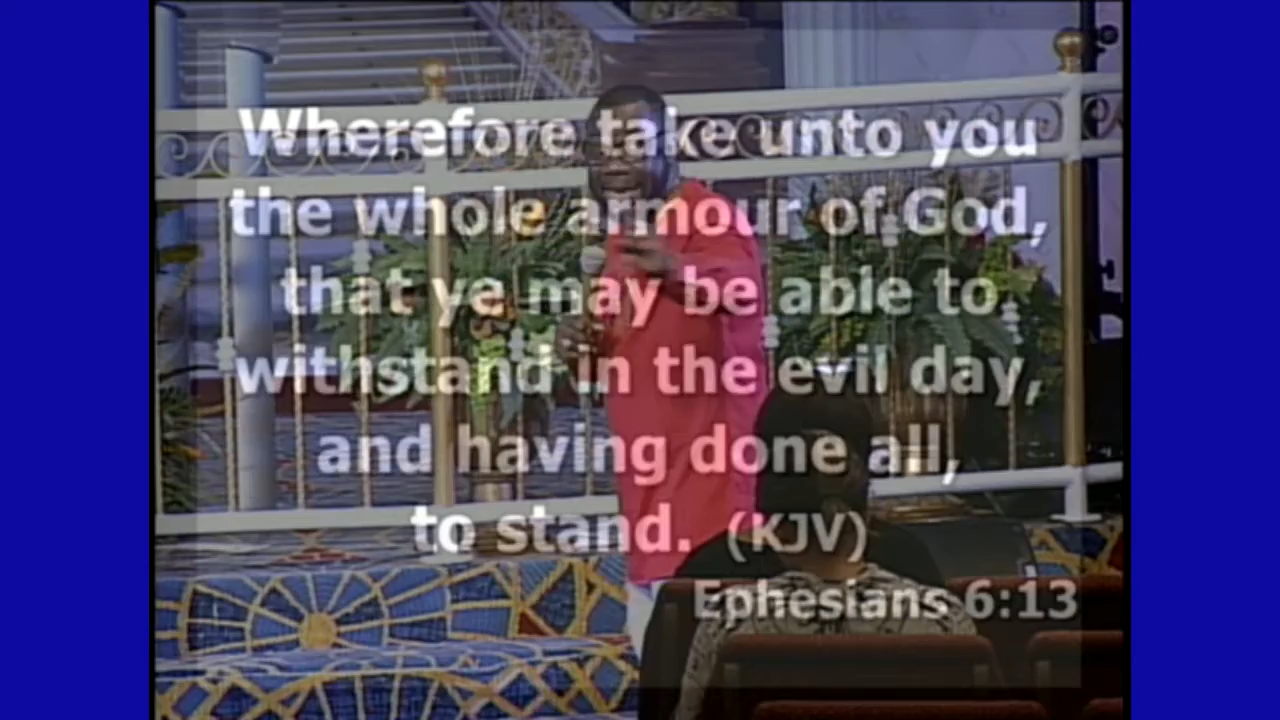 Wherefore take unto you
the whole armour of God,
that ye may be able to
withstand in the evil day,
and having done all,
to stand. (KJV)
Ephesians 6:13